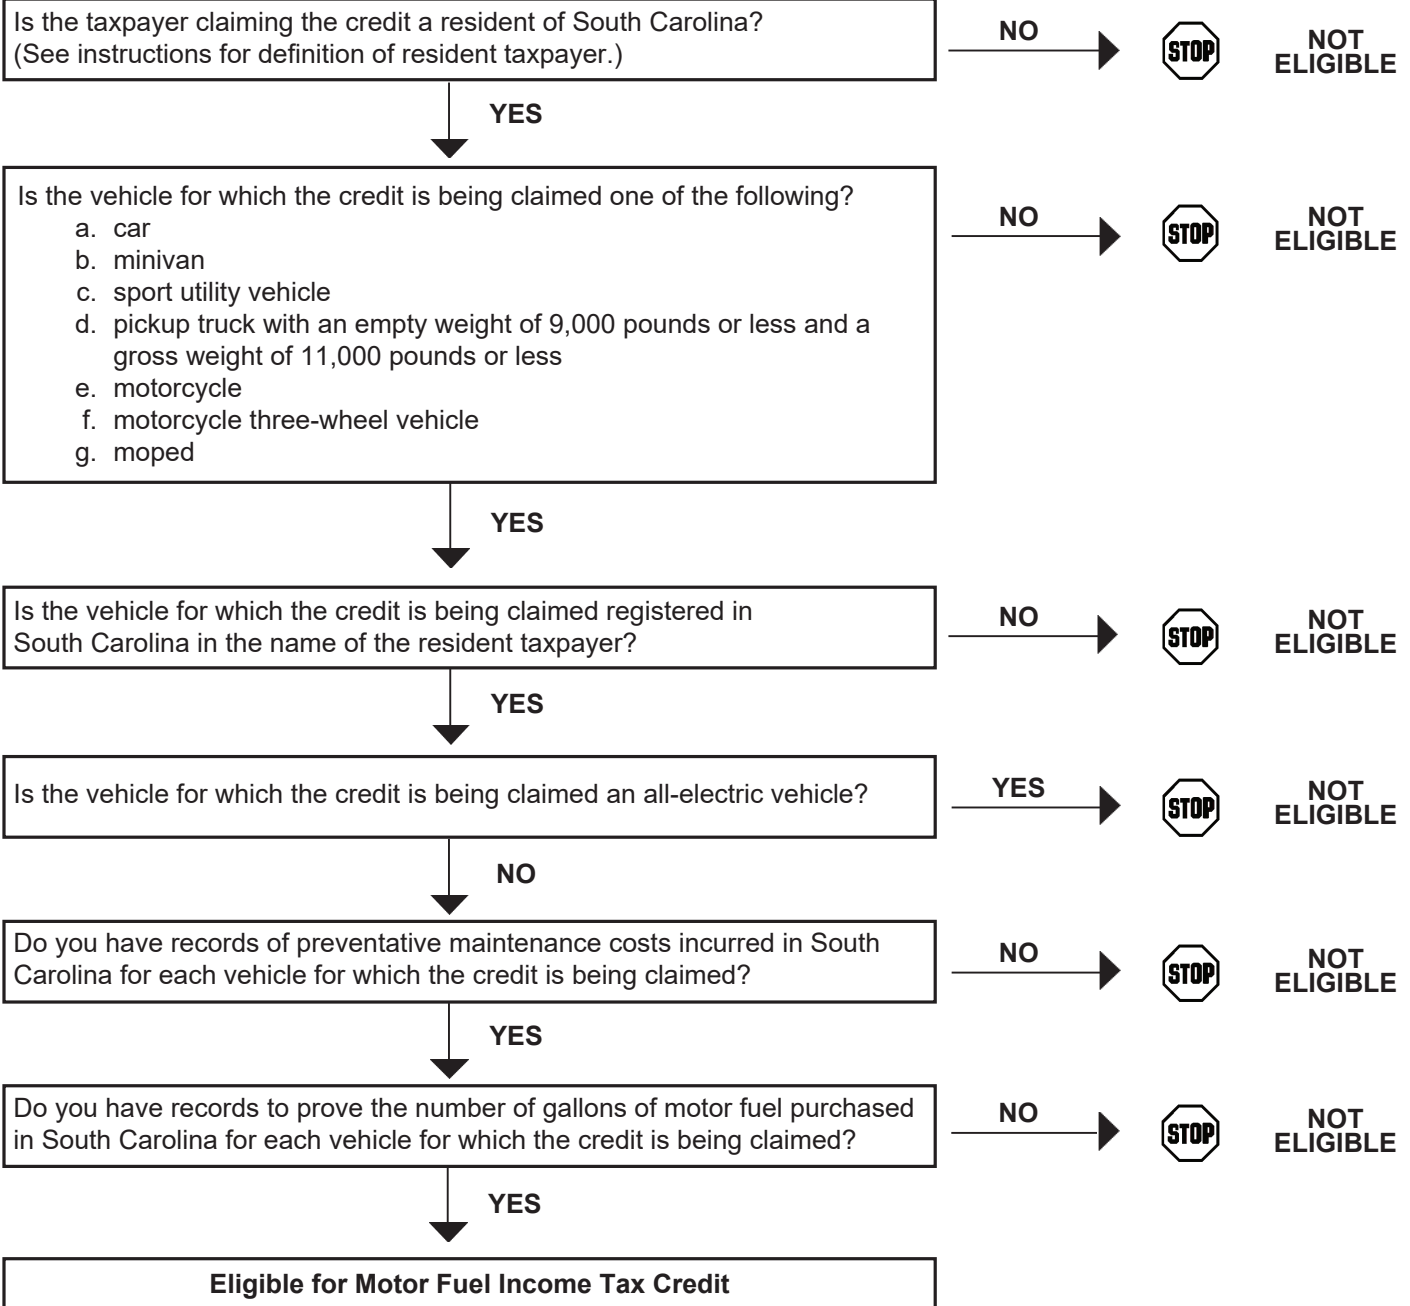 Is the taxpayer claiming the credit a resident of South Carolina?
(See instructions for definition of resident taxpayer.)
NO
STOP
NOT
ELIGIBLE
YES
Is the vehicle for which the credit is being claimed one of the following?
a. car
b. minivan
c. sport utility vehicle
d. pickup truck with an empty weight of 9,000 pounds or less and a
gross weight of 11,000 pounds or less
e. motorcycle
f. motorcycle three-wheel vehicle
g. moped
NO
STOP
NOT
ELIGIBLE
YES
Is the vehicle for which the credit is being claimed registered in
South Carolina in the name of the resident taxpayer?
NO
STOP
NOT
ELIGIBLE
YES
Is the vehicle for which the credit is being claimed an all-electric vehicle?
YES
STOP
NOT
ELIGIBLE
NO
Do you have records of preventative maintenance costs incurred in South
Carolina for each vehicle for which the credit is being claimed?
NO
STOP
NOT
ELIGIBLE
YES
Do you have records to prove the number of gallons of motor fuel purchased
in South Carolina for each vehicle for which the credit is being claimed?
NO
STOP
NOT
ELIGIBLE
YES
Eligible for Motor Fuel Income Tax Credit